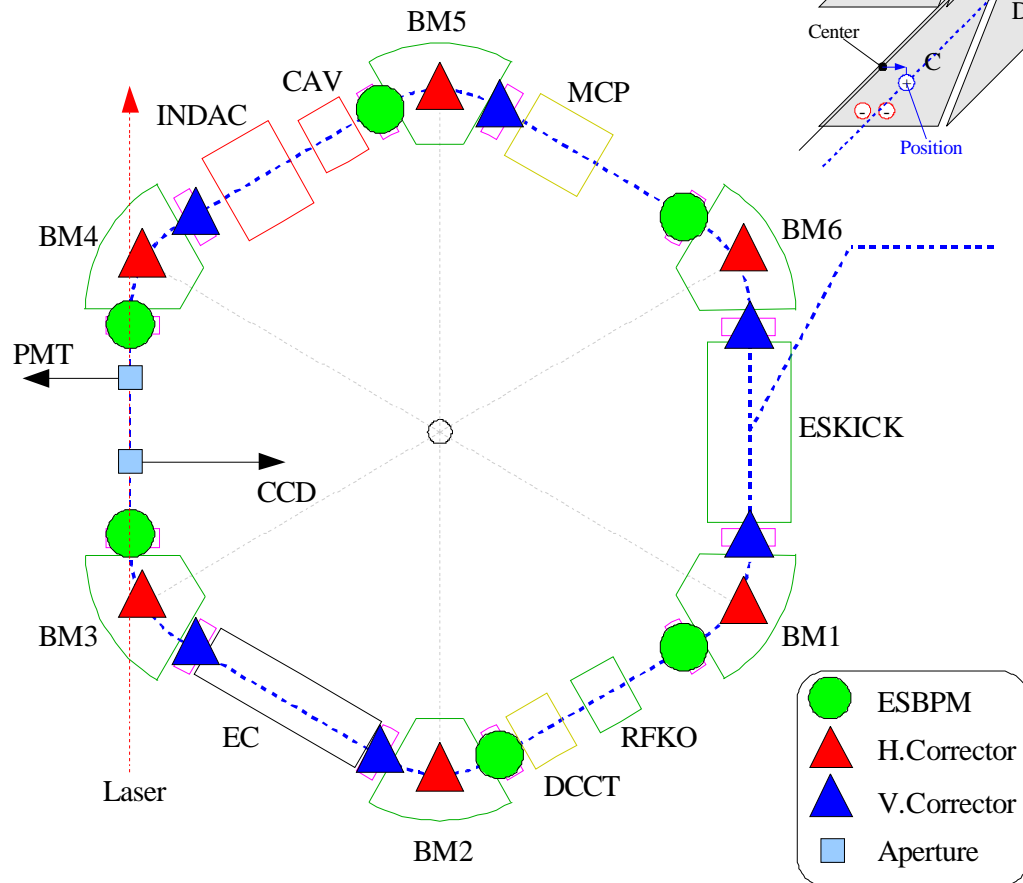 BM5
D
Center
C
CAV
MCP
INDAC
- -
+
Position
BM4
BM6
PMT
ESKICK
CCD
BM3
BM1
EC
RFKO
DCCT
Laser
BM2
ESBPM
H.Corrector
V.Corrector
Aperture